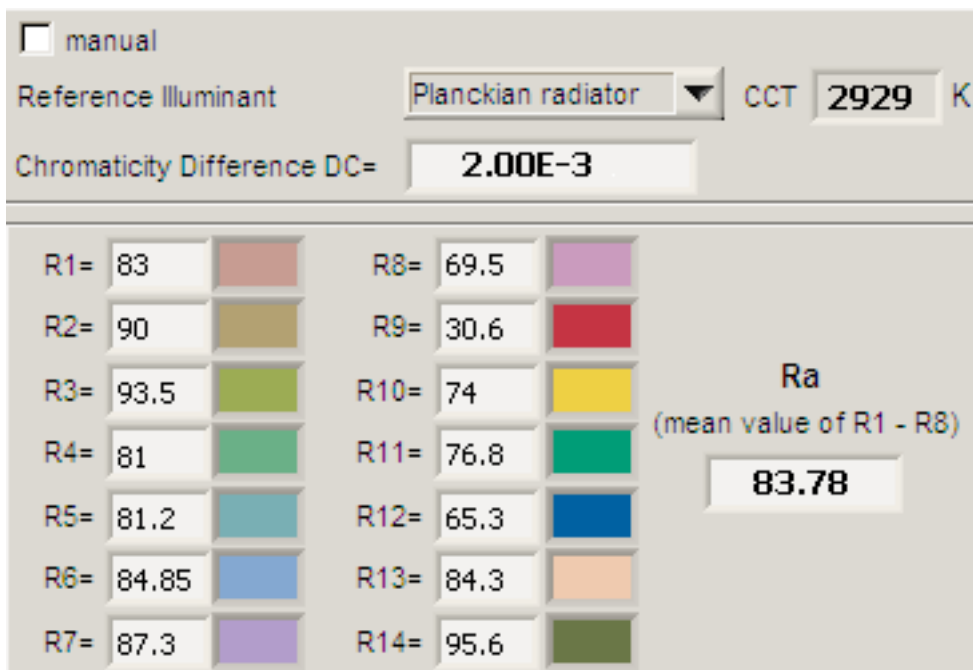 manual
Reference Illuminant Planckian radiator CCT 2929 K
Chromaticity Difference DC= 2.00E-3
R1= 83 R8= 69.5
R2= 90 R9= 30.6
R3= 93.5 R10= 74
R4= 81 R11= 76.8
R5= 81.2 R12= 65.3
R6= 84.85 R13= 84.3
R7= 87.3 R14= 95.6
Ra
(mean value of R1 - R8)
83.78